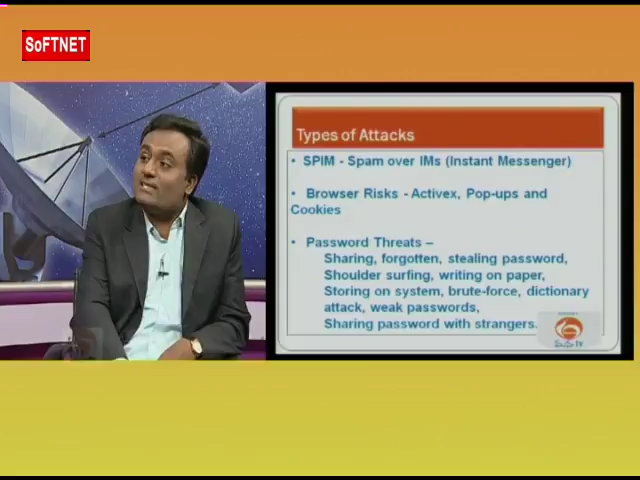 SoFTNET
Types of Attacks
• SPIM - Spam over IMs (Instant Messenger)
• Browser Risks - Activex, Pop-ups and
Cookies
• Password Threats –
Sharing, forgotten, stealing password,
Shoulder surfing, writing on paper,
Storing on system, brute-force, dictionary
attack, weak passwords,
Sharing password with strangers.